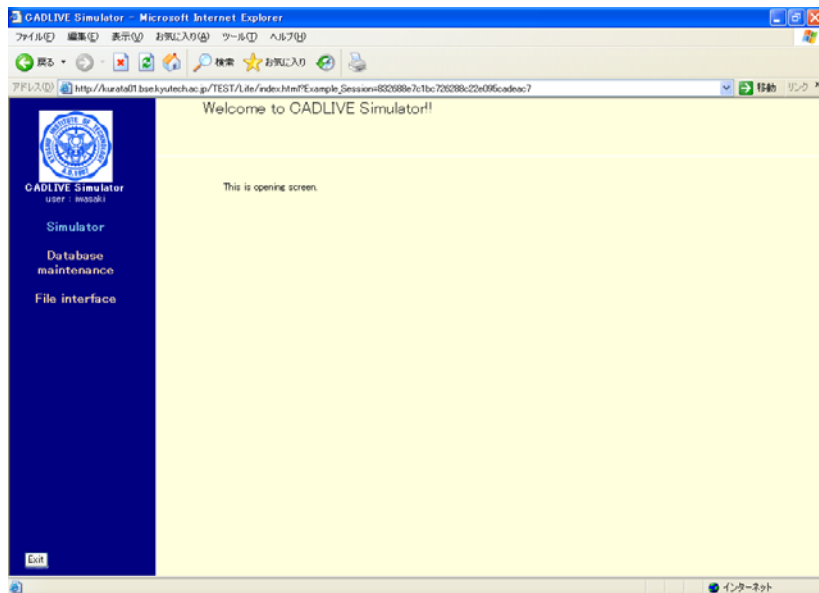 CADLIVE Simulator - Microsoft Internet Explorer
ファイル(F) 編集(E) 表示(V) お気に入り(A) ツール(T) ヘルプ(H)
戻る 検索 お気に入り
アドレス(D) http://kurata01.bse.kyutech.ac.jp/TEST/Life/index.html?Example_Session=832688e7c1bc726288c22e095cadeac7 移動 リンク »
Welcome to CADLIVE Simulator!!
INSTITUTE OF TECHNOLOGY
CADLIVE Simulator
user : iwasaki
This is opening screen.
Simulator
Database
maintenance
File interface
Exit
インターネット